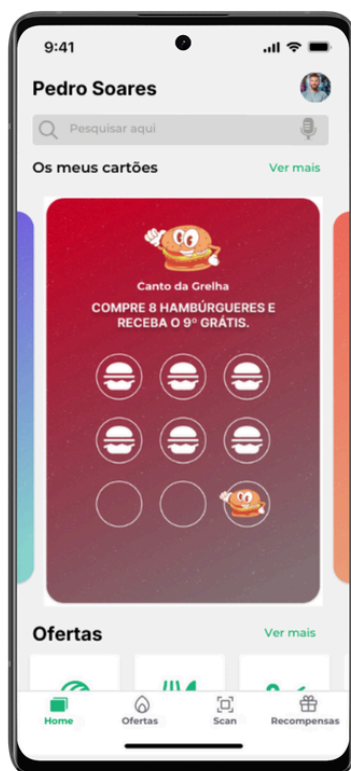 9:41
Pedro Soares
Pesquisar aqui
Os meus cartões
Ver mais
Canto da Grelha
COMPRE 8 HAMBÚRGUERES E
RECEBA O 9º GRÁTIS.
Ofertas
Ver mais
Home
Ofertas
Scan
Recompensas